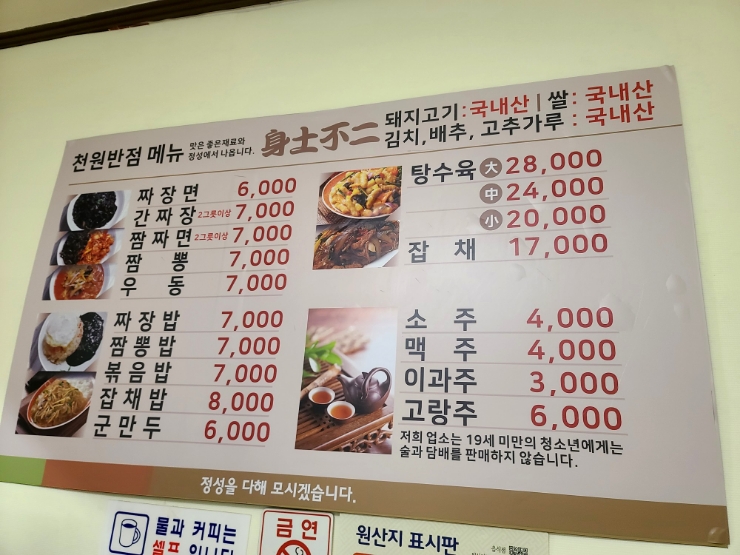 천원반점 메뉴
맛은 좋은재료와
정성에서 나옵니다.
身土不二
돼지고기:국내산 | 쌀: 국내산
김치,배추, 고추가루 : 국내산
짜장면 6,000
간짜장 2그릇이상 7,000
짬짜면 2그릇이상 7,000
짬 뽕 7,000
우 동 7,000
짜장밥 7,000
짬뽕밥 7,000
볶음밥 7,000
잡채밥 8,000
군만두 6,000
탕수육 大 28,000
中 24,000
小 20,000
잡 채 17,000
소 주 4,000
맥 주 4,000
이과주 3,000
고량주 6,000
저희 업소는 19세 미만의 청소년에게는
술과 담배를 판매하지 않습니다.
정성을 다해 모시겠습니다.
물과 커피는
셀프입니다
금연
원산지 표시판